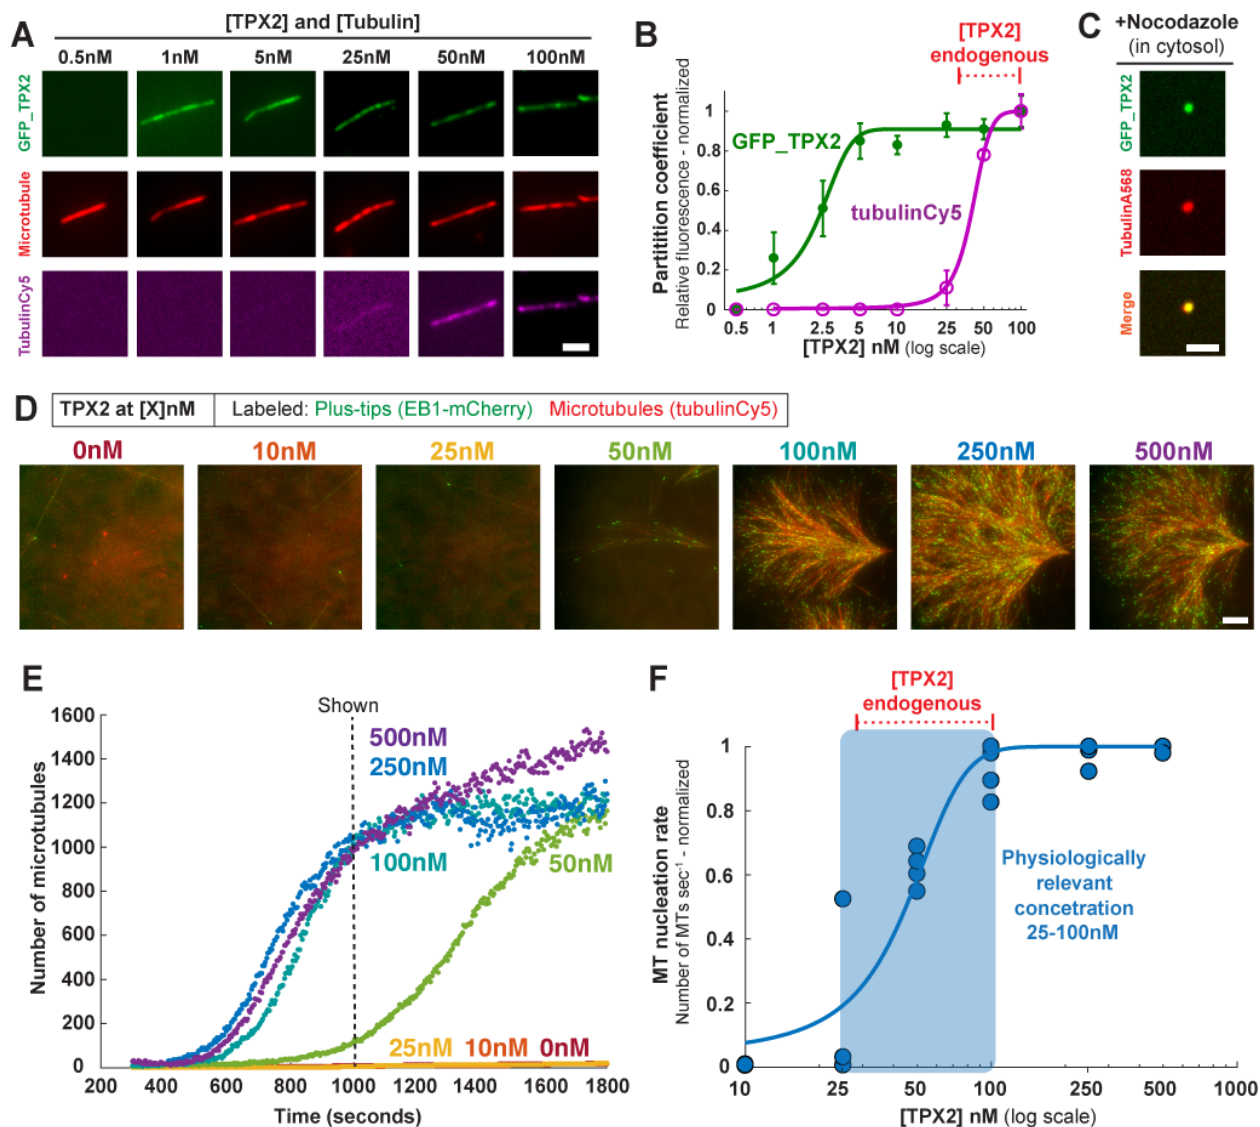 A
[TPX2] and [Tubulin]
0.5nM 1nM 5nM 25nM 50nM 100nM
GFP_TPX2
Microtubule
TubulinCy5
B
[TPX2]
endogenous
Partitition coefficient
Relative fluorescence - normalized
1
0.8
0.6
0.4
0.2
0
GFP_TPX2
tubulinCy5
0.5 1 2.5 5 10 25 50 100
[TPX2] nM (log scale)
C
+Nocodazole
(in cytosol)
GFP_TPX2
TubulinA568
Merge
D
TPX2 at [X]nM Labeled: Plus-tips (EB1-mCherry) Microtubules (tubulinCy5)
0nM 10nM 25nM 50nM 100nM 250nM 500nM
E
Shown
Number of microtubules
1600
1400
1200
1000
800
600
400
200
0
500nM
250nM
100nM
50nM
25nM 10nM 0nM
200 400 600 800 1000 1200 1400 1600 1800
Time (seconds)
F
[TPX2]
endogenous
MT nucleation rate
Number of MTs sec⁻¹ - normalized
1
0.8
0.6
0.4
0.2
0
Physiologically
relevant
concetration
25-100nM
10 25 50 100 250 500 1000
[TPX2] nM (log scale)